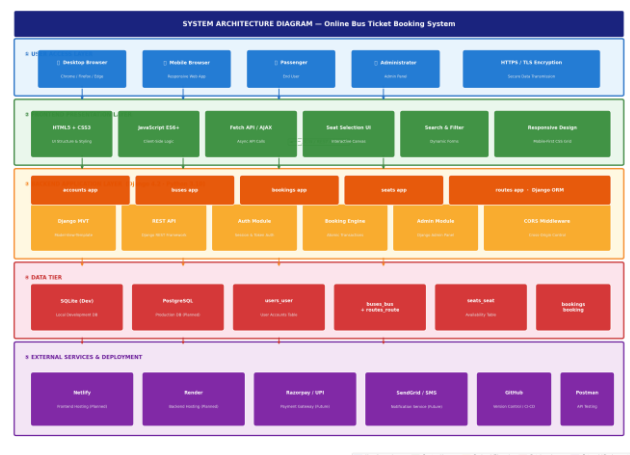 SYSTEM ARCHITECTURE DIAGRAM — Online Bus Ticket Booking System
Desktop Browser
Chrome / Firefox / Edge
Mobile Browser
Responsive Web App
Passenger
End User
Administrator
Admin Panel
HTTPS / TLS Encryption
Secure Data Transmission
HTML5 + CSS3
UI Structure & Styling
JavaScript ES6+
Client-Side Logic
Fetch API / AJAX
Async API Calls
Seat Selection UI
Interactive Canvas
Search & Filter
Dynamic Forms
Responsive Design
Mobile-First CSS Grid
accounts app
buses app
bookings app
seats app
routes app · Django ORM
Django MVT
REST API
Auth Module
Booking Engine
Admin Module
CORS Middleware
DATA TIER
SQLite (Dev)
Local Development DB
PostgreSQL
Production DB (Planned)
users_user
User Accounts Table
buses_bus
+ routes_route
seats_seat
Availability Table
bookings
booking
EXTERNAL SERVICES & DEPLOYMENT
Netlify
Frontend Hosting (Planned)
Render
Backend Hosting (Planned)
Razorpay / UPI
Payment Gateway (Future)
SendGrid / SMS
Notification Service (Future)
GitHub
Version Control / CI-CD
Postman
API Testing